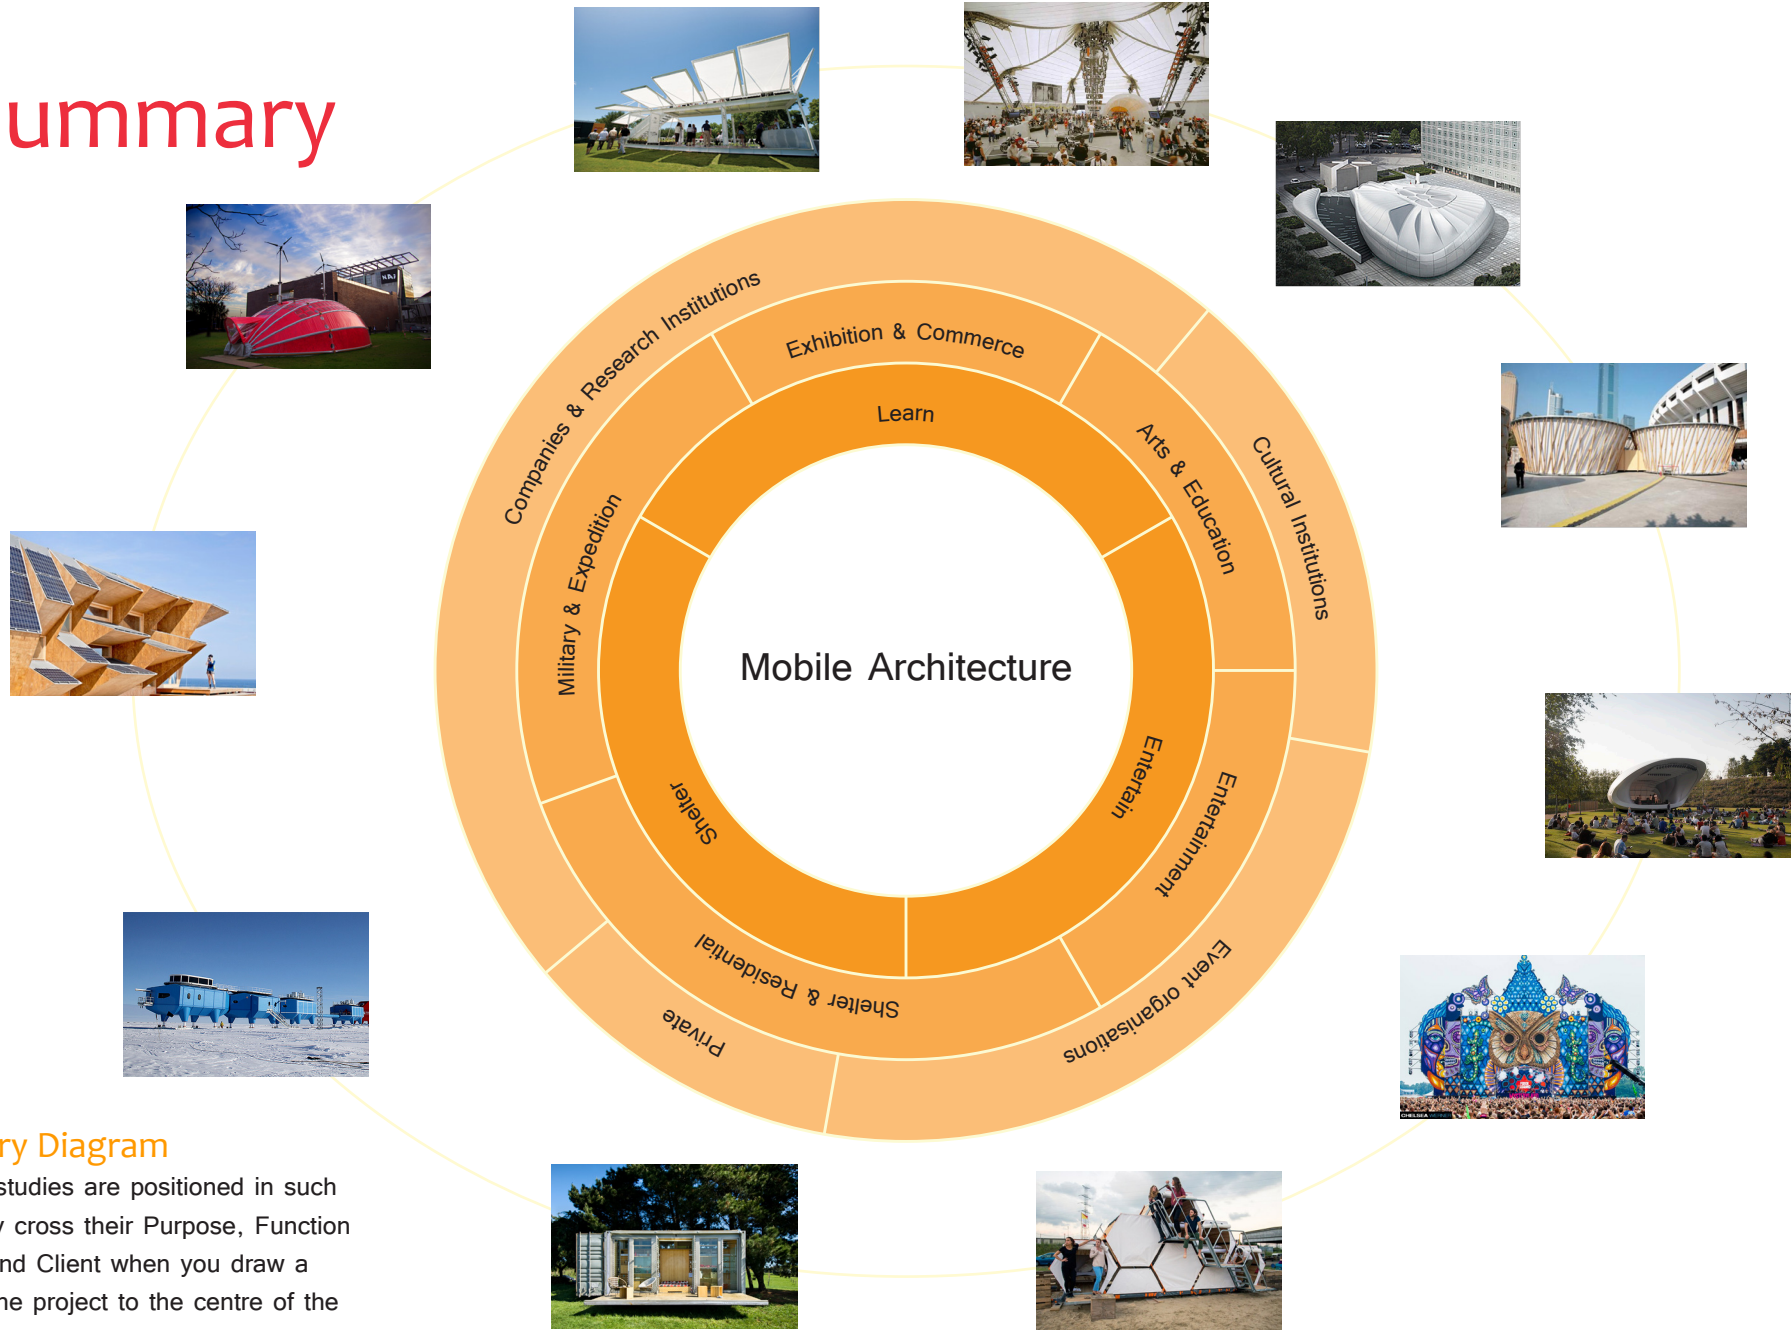 ummary
Companies & Research Institutions
Exhibition & Commerce
Learn
Arts & Education
Cultural Institutions
Military & Expedition
Mobile Architecture
Shelter
Entertain
Entertainment
Shelter & Residential
Event organisations
Private
NAi
CHELSEA
ry Diagram
studies are positioned in such
y cross their Purpose, Function
nd Client when you draw a
he project to the centre of the